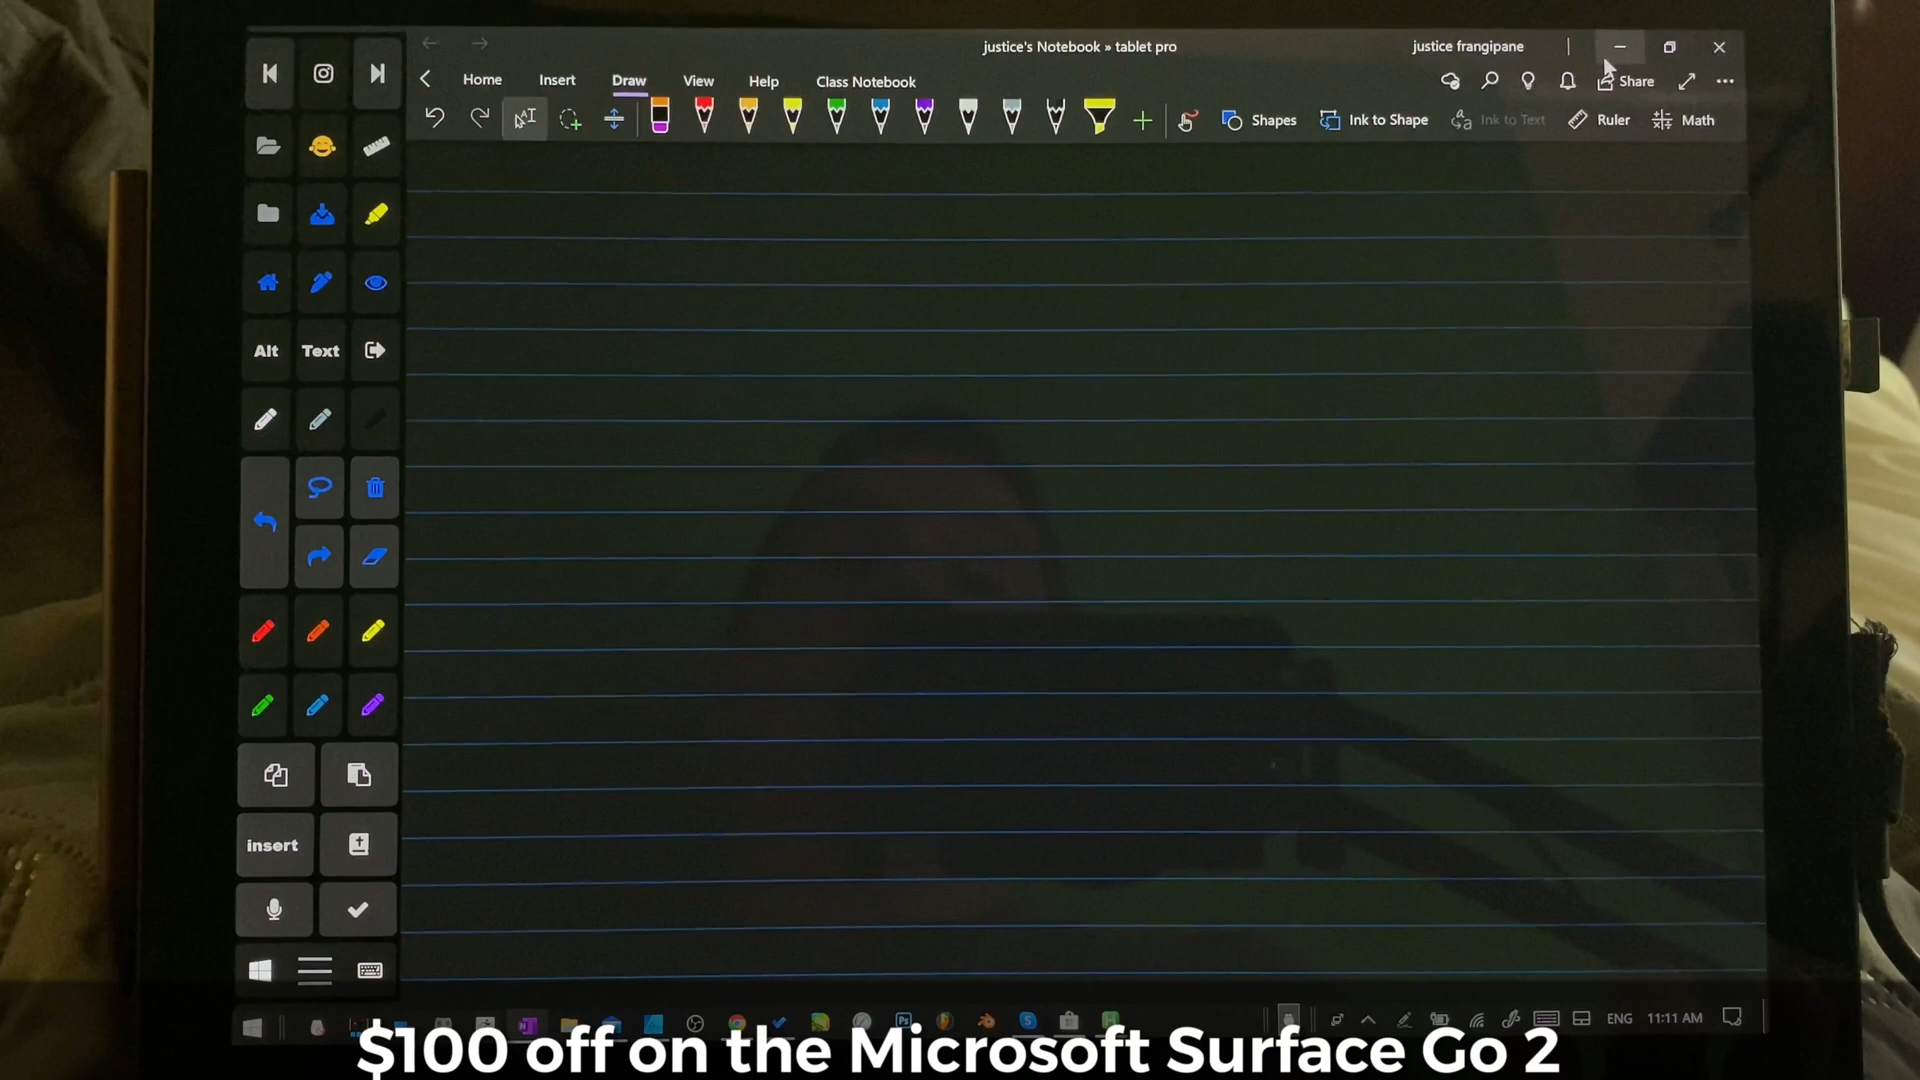 justice's Notebook » tablet pro
justice frangipane
Home Insert Draw View Help Class Notebook
Share
Shapes Ink to Shape Ink to Text Ruler Math
Alt Text
insert
ENG 11:11 AM
$100 off on the Microsoft Surface Go 2